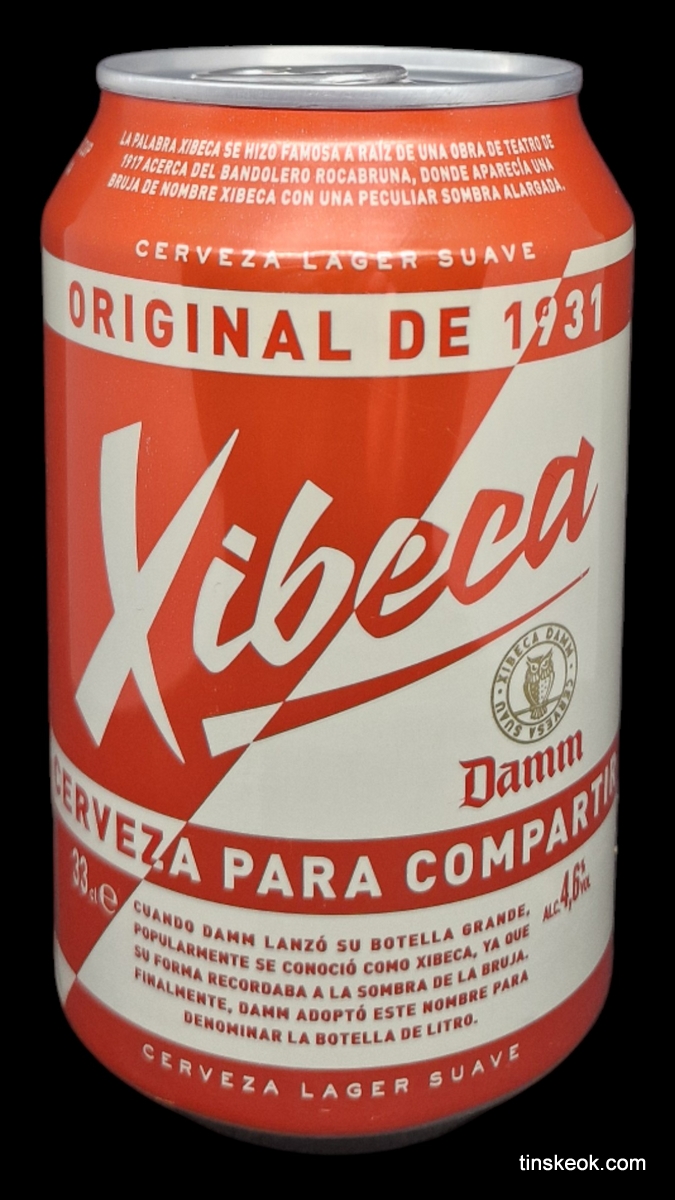 LA PALABRA XIBECA SE HIZO FAMOSA A RAÍZ DE UNA OBRA DE TEATRO DE
1917 ACERCA DEL BANDOLERO ROCABRUNA, DONDE APARECÍA UNA
BRUJA DE NOMBRE XIBECA CON UNA PECULIAR SOMBRA ALARGADA.
CERVEZA LAGER SUAVE
ORIGINAL DE 1931
Xibeca
XIBECA DAMM · CERVESA SUAU ·
Damm
CERVEZA PARA COMPARTIR
33 cl e
ALC. 4,6% VOL
CUANDO DAMM LANZÓ SU BOTELLA GRANDE,
POPULARMENTE SE CONOCIÓ COMO XIBECA, YA QUE
SU FORMA RECORDABA A LA SOMBRA DE LA BRUJA.
FINALMENTE, DAMM ADOPTÓ ESTE NOMBRE PARA
DENOMINAR LA BOTELLA DE LITRO.
CERVEZA LAGER SUAVE
tinskeok.com